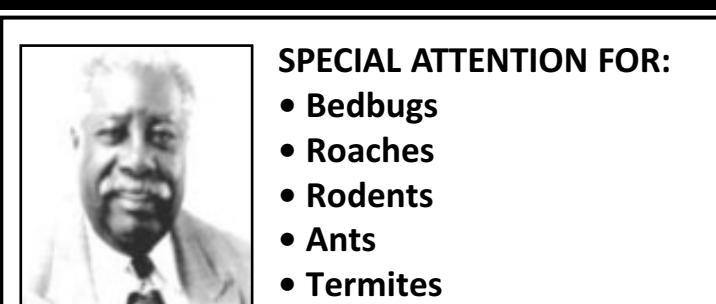 SPECIAL ATTENTION FOR:
• Bedbugs
• Roaches
• Rodents
• Ants
• Termites